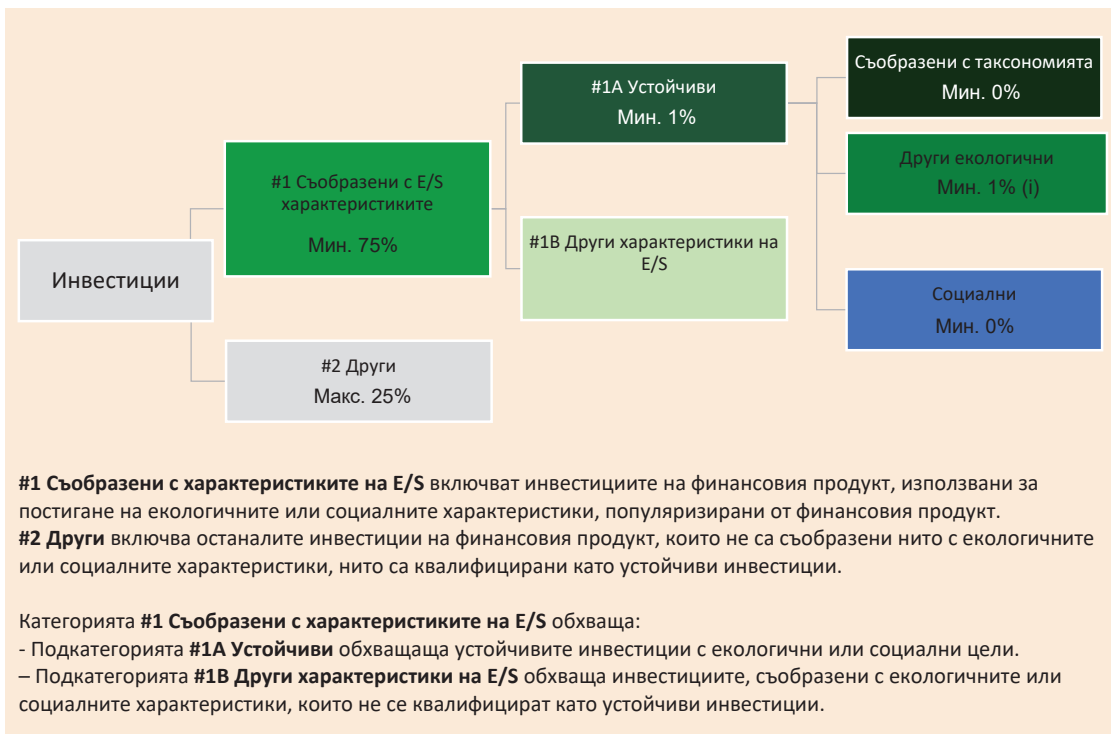 Инвестиции
#1 Съобразени с E/S
характеристиките
Мин. 75%
#2 Други
Макс. 25%
#1A Устойчиви
Мин. 1%
#1B Други характеристики на
E/S
Съобразени с таксономията
Мин. 0%
Други екологични
Мин. 1% (i)
Социални
Мин. 0%
#1 Съобразени с характеристиките на E/S включват инвестициите на финансовия продукт, използвани за
постигане на екологичните или социалните характеристики, популяризирани от финансовия продукт.
#2 Други включва останалите инвестиции на финансовия продукт, които не са съобразени нито с екологичните
или социалните характеристики, нито са квалифицирани като устойчиви инвестиции.
Категорията #1 Съобразени с характеристиките на E/S обхваща:
- Подкатегорията #1A Устойчиви обхващаща устойчивите инвестиции с екологични или социални цели.
– Подкатегорията #1B Други характеристики на E/S обхваща инвестициите, съобразени с екологичните или
социалните характеристики, които не се квалифицират като устойчиви инвестиции.